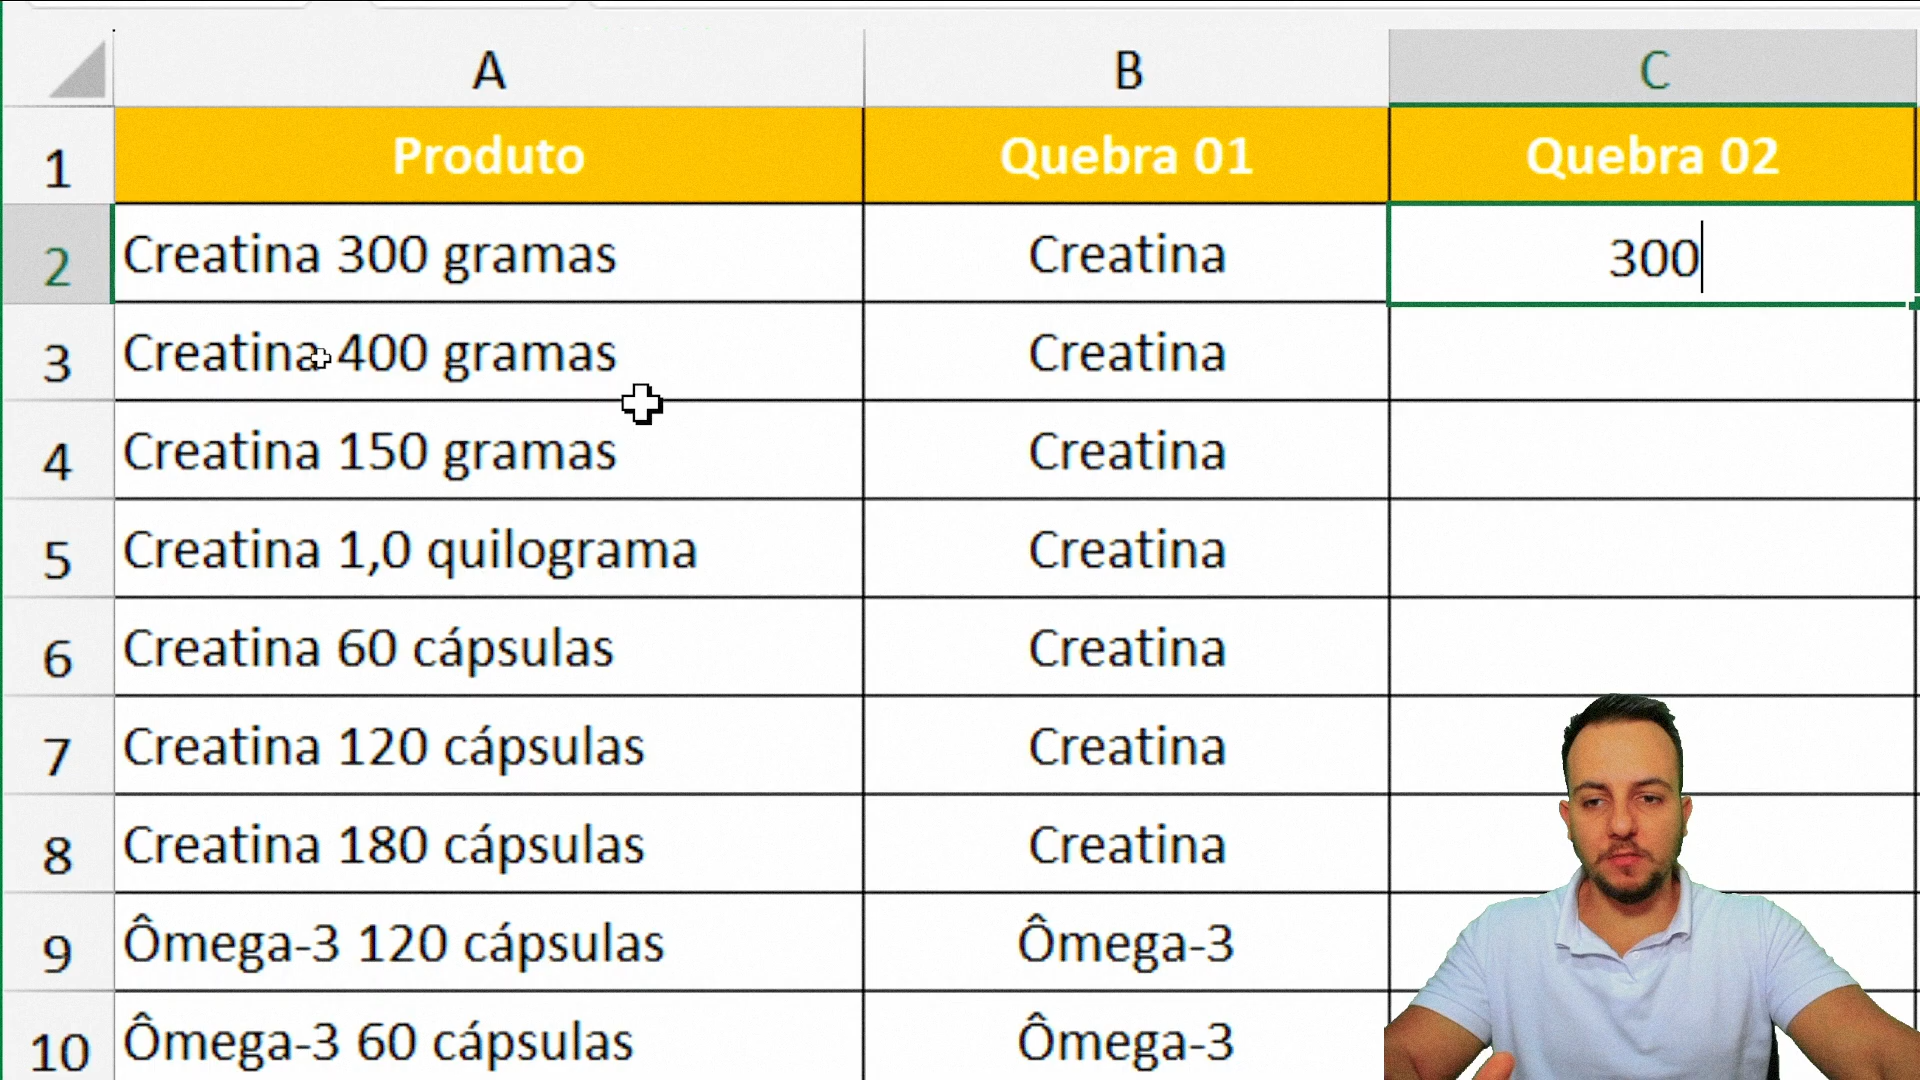 A B C
1 Produto Quebra 01 Quebra 02
2 Creatina 300 gramas Creatina 300
3 Creatina 400 gramas Creatina
4 Creatina 150 gramas Creatina
5 Creatina 1,0 quilograma Creatina
6 Creatina 60 cápsulas Creatina
7 Creatina 120 cápsulas Creatina
8 Creatina 180 cápsulas Creatina
9 Ômega-3 120 cápsulas Ômega-3
10 Ômega-3 60 cápsulas Ômega-3